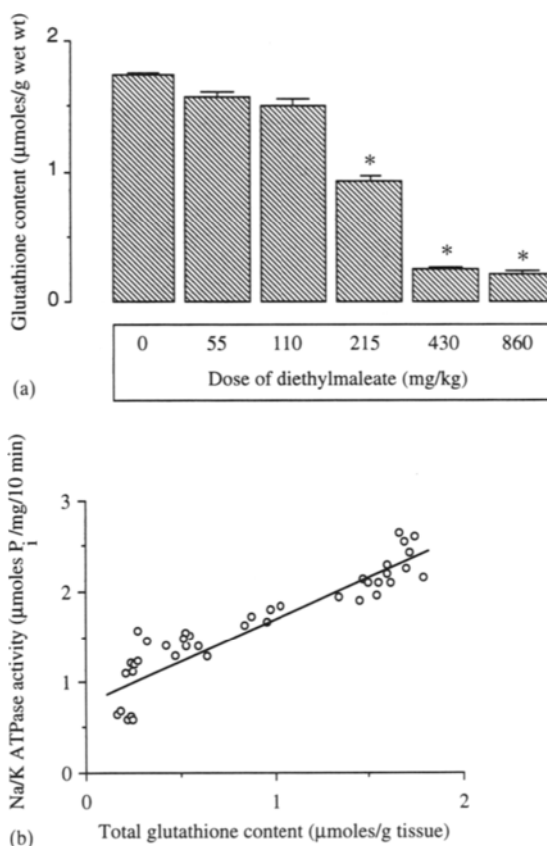 Glutathione content (μmoles/g wet wt)
2
1
0
* * *
0 55 110 215 430 860
Dose of diethylmaleate (mg/kg)
(a)
Na/K ATPase activity (μmoles Pi/mg/10 min)
3
2
1
0
0 1 2
Total glutathione content (μmoles/g tissue)
(b)